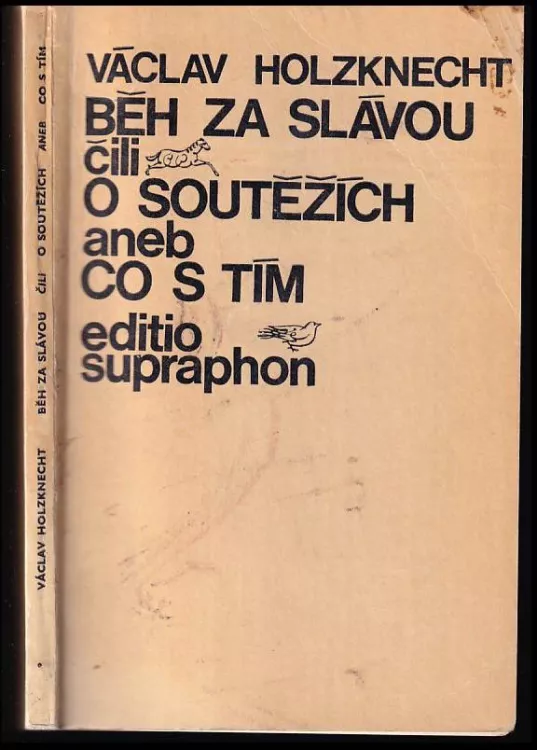 VÁCLAV HOLZKNECHT
BĚH ZA SLÁVOU
čili
O SOUTĚŽÍCH
aneb
CO S TÍM
editio
supraphon
VÁCLAV HOLZKNECHT BĚH ZA SLÁVOU ČILI O SOUTĚŽÍCH ANEB CO S TÍM